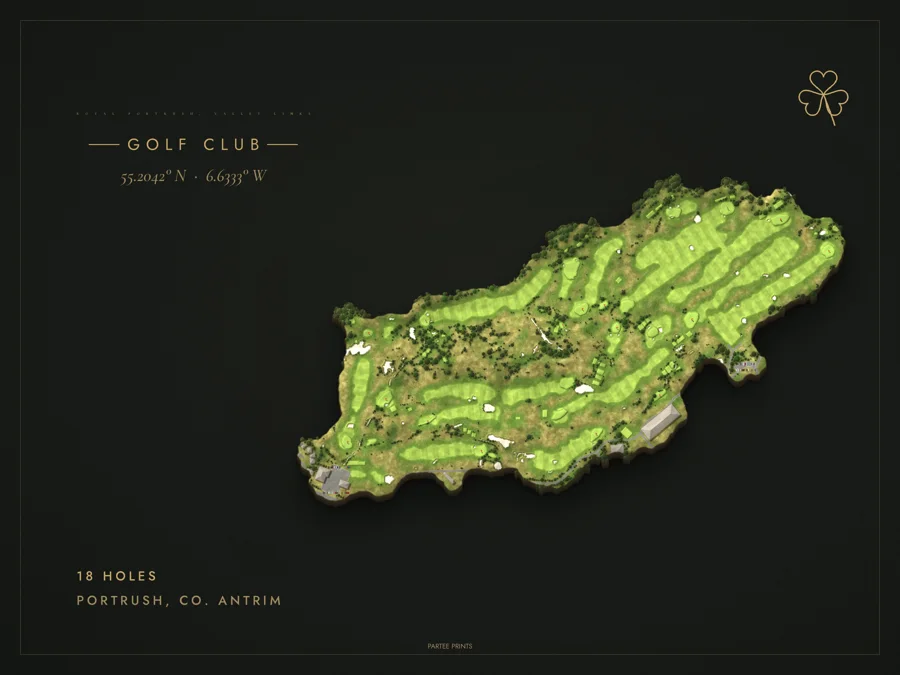 GOLF CLUB
55.2042° N · 6.6333° W
18 HOLES
PORTRUSH, CO. ANTRIM
PARTEE PRINTS